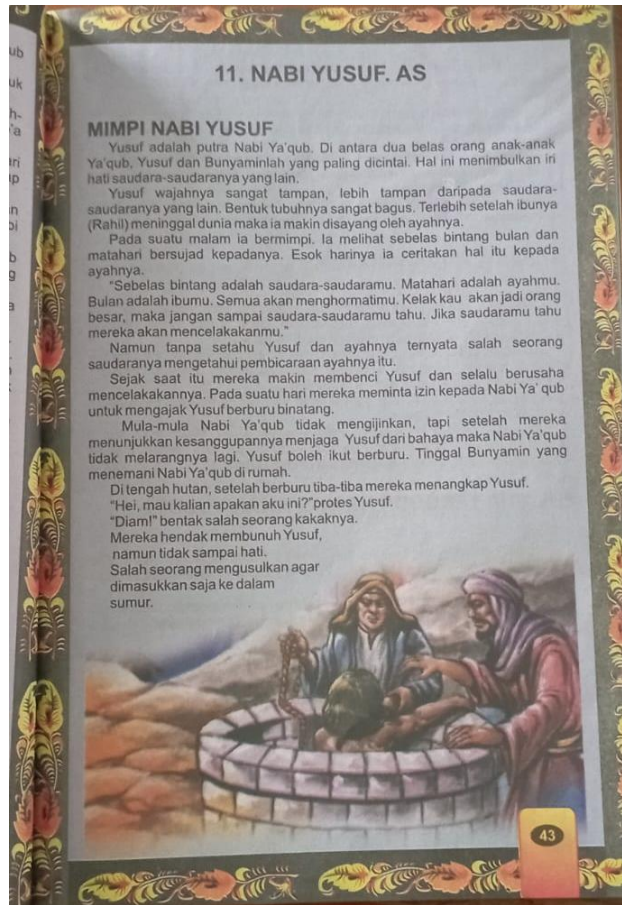 ub
uk
h-
'a
tri
ip
n
oi
b
g
a
11. NABI YUSUF. AS
MIMPI NABI YUSUF
Yusuf adalah putra Nabi Ya'qub. Di antara dua belas orang anak-anak
Ya'qub, Yusuf dan Bunyaminlah yang paling dicintai. Hal ini menimbulkan iri
hati saudara-saudaranya yang lain.
Yusuf wajahnya sangat tampan, lebih tampan daripada saudara-
saudaranya yang lain. Bentuk tubuhnya sangat bagus. Terlebih setelah ibunya
(Rahil) meninggal dunia maka ia makin disayang oleh ayahnya.
Pada suatu malam ia bermimpi. Ia melihat sebelas bintang bulan dan
matahari bersujud kepadanya. Esok harinya ia ceritakan hal itu kepada
ayahnya.
"Sebelas bintang adalah saudara-saudaramu. Matahari adalah ayahmu.
Bulan adalah ibumu. Semua akan menghormatimu. Kelak kau akan jadi orang
besar, maka jangan sampai saudara-saudaramu tahu. Jika saudaramu tahu
mereka akan mencelakakanmu."
Namun tanpa setahu Yusuf dan ayahnya ternyata salah seorang
saudaranya mengetahui pembicaraan ayahnya itu.
Sejak saat itu mereka makin membenci Yusuf dan selalu berusaha
mencelakakannya. Pada suatu hari mereka meminta izin kepada Nabi Ya' qub
untuk mengajak Yusuf berburu binatang.
Mula-mula Nabi Ya'qub tidak mengijinkan, tapi setelah mereka
menunjukkan kesanggupannya menjaga Yusuf dari bahaya maka Nabi Ya'qub
tidak melarangnya lagi. Yusuf boleh ikut berburu. Tinggal Bunyamin yang
menemani Nabi Ya'qub di rumah.
Di tengah hutan, setelah berburu tiba-tiba mereka menangkap Yusuf.
"Hei, mau kalian apakan aku ini?"protes Yusuf.
"Diam!" bentak salah seorang kakaknya.
Mereka hendak membunuh Yusuf,
namun tidak sampai hati.
Salah seorang mengusulkan agar
dimasukkan saja ke dalam
sumur.
43